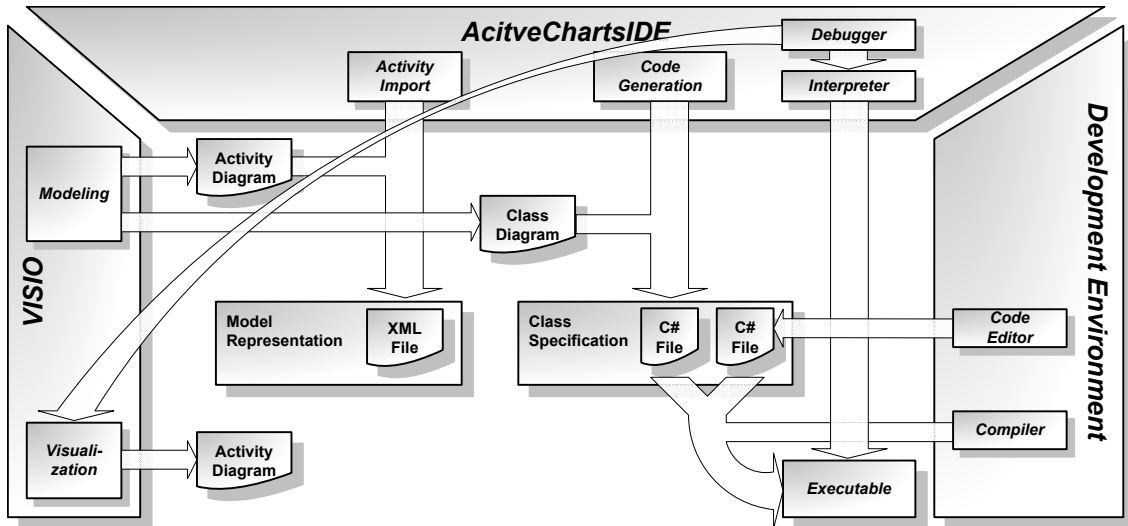 AcitveChartsIDE
Debugger
Activity
Import
Code
Generation
Interpreter
Modeling
Activity
Diagram
Class
Diagram
VISIO
Development Environment
Model
Representation
XML
File
Class
Specification
C#
File
C#
File
Code
Editor
Visuali-
zation
Activity
Diagram
Compiler
Executable